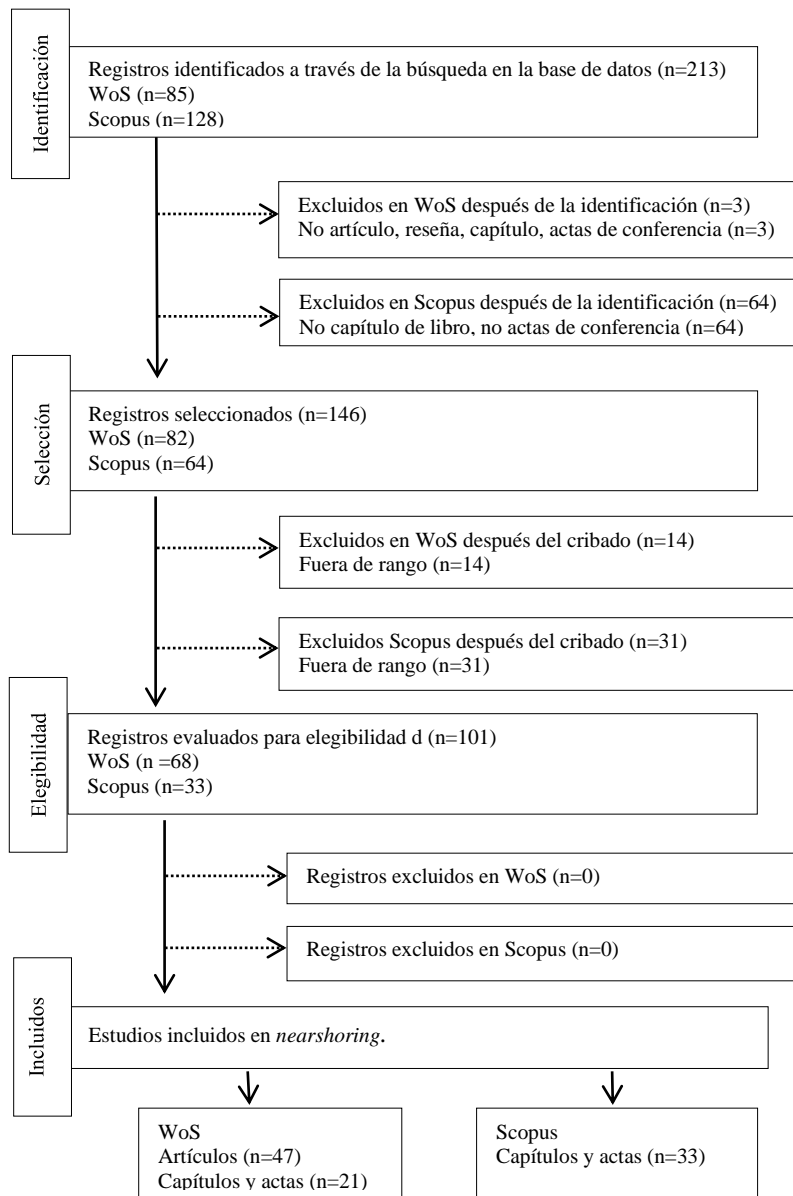 Identificación
Registros identificados a través de la búsqueda en la base de datos (n=213)
WoS (n=85)
Scopus (n=128)
Excluidos en WoS después de la identificación (n=3)
No artículo, reseña, capítulo, actas de conferencia (n=3)
Excluidos en Scopus después de la identificación (n=64)
No capítulo de libro, no actas de conferencia (n=64)
Selección
Registros seleccionados (n=146)
WoS (n=82)
Scopus (n=64)
Excluidos en WoS después del cribado (n=14)
Fuera de rango (n=14)
Excluidos Scopus después del cribado (n=31)
Fuera de rango (n=31)
Elegibilidad
Registros evaluados para elegibilidad d (n=101)
WoS (n =68)
Scopus (n=33)
Registros excluidos en WoS (n=0)
Registros excluidos en Scopus (n=0)
Incluidos
Estudios incluidos en nearshoring.
WoS
Artículos (n=47)
Capítulos y actas (n=21)
Scopus
Capítulos y actas (n=33)